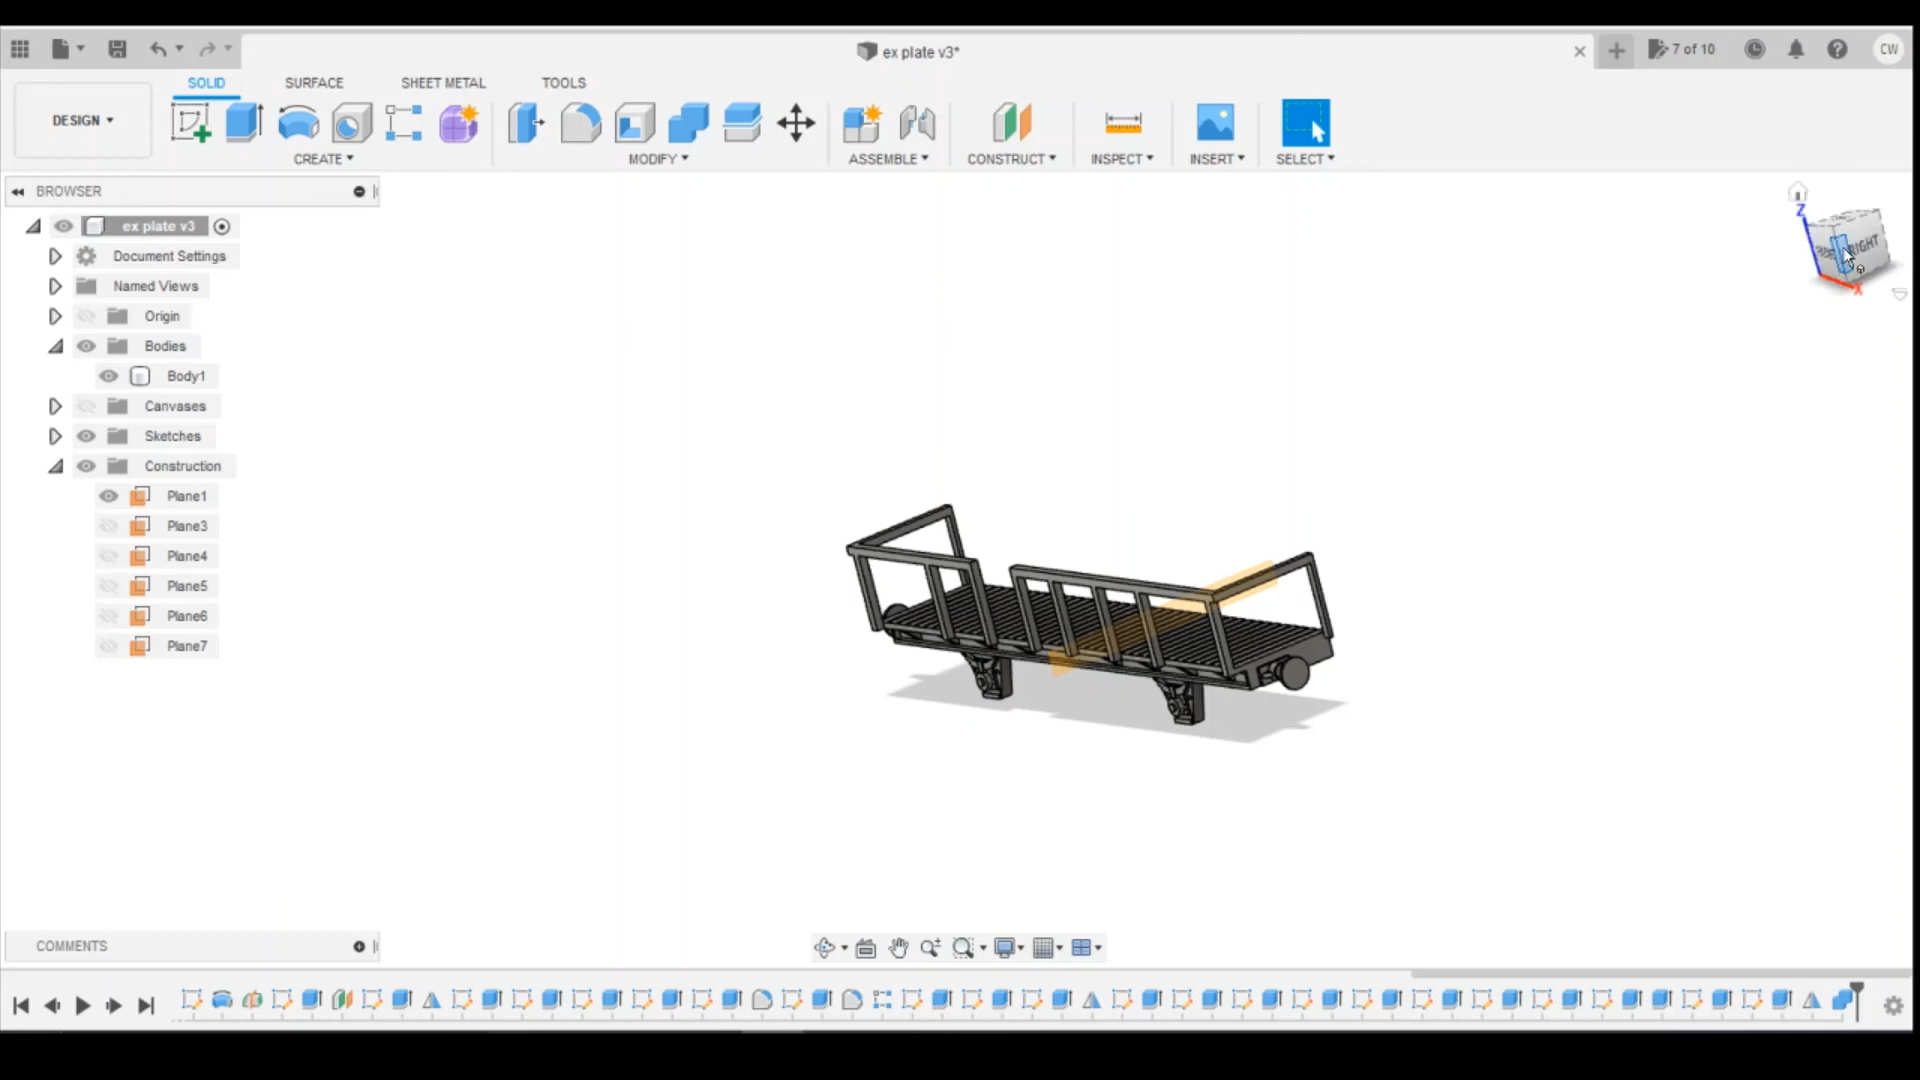 ex plate v3*
7 of 10
CW
SOLID
SURFACE
SHEET METAL
TOOLS
DESIGN
CREATE
MODIFY
ASSEMBLE
CONSTRUCT
INSPECT
INSERT
SELECT
BROWSER
ex plate v3
Document Settings
Named Views
Origin
Bodies
Body1
Canvases
Sketches
Construction
Plane1
Plane3
Plane4
Plane5
Plane6
Plane7
Z
RIGHT
X
COMMENTS